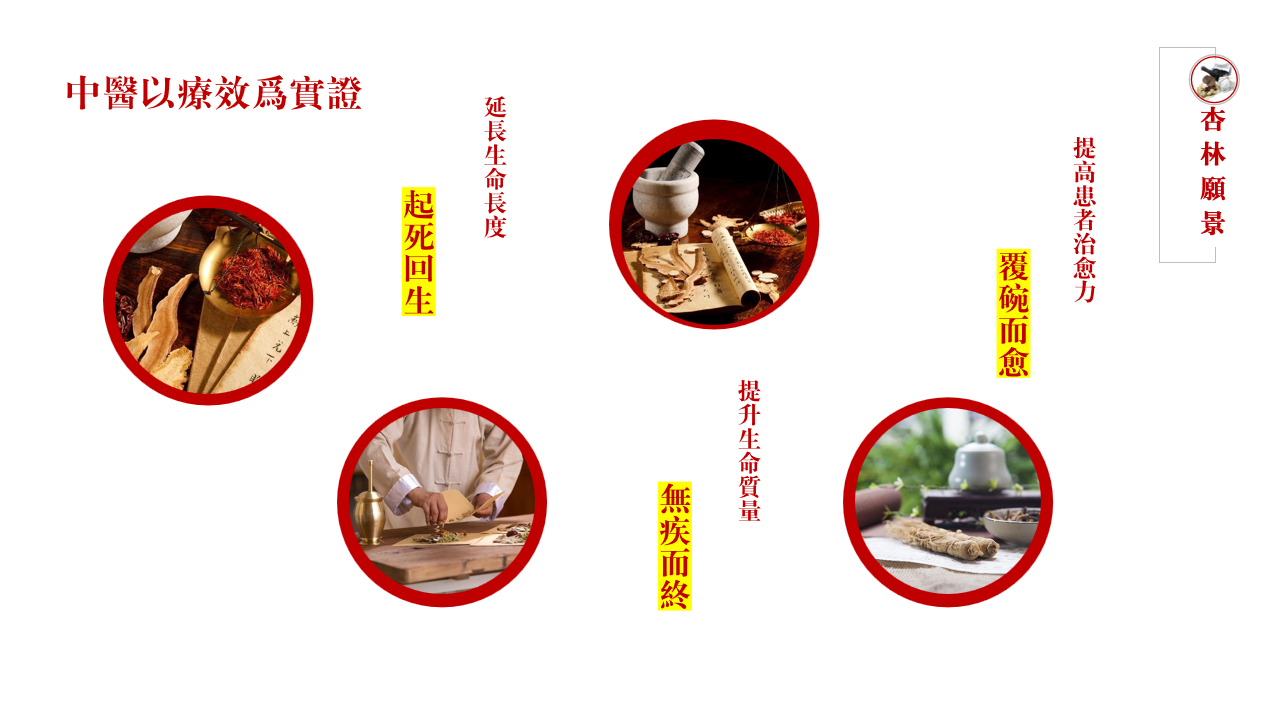 中醫以療效爲實證
延長生命長度
起死回生
提升生命質量
無疾而終
提高患者治愈力
覆碗而愈
杏林願景